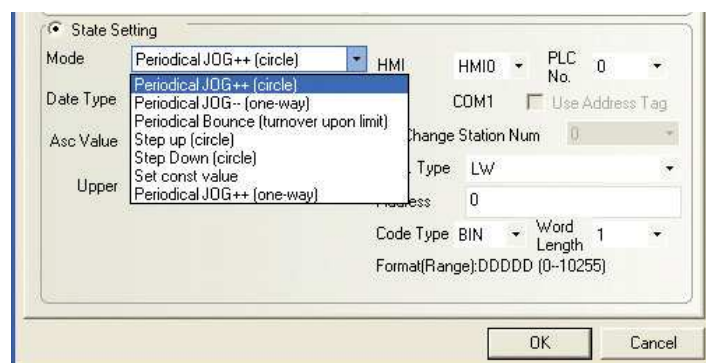 State Setting
Mode Periodical JOG++ (circle) HMI HMI0 PLC No. 0
Periodical JOG++ (circle)
Periodical JOG-- (one-way)
Periodical Bounce (turnover upon limit)
Step up (circle)
Step Down (circle)
Set const value
Periodical JOG++ (one-way)
Date Type
Asc Value
Upper
COM1 Use Address Tag
Change Station Num 0
Type LW
0
Code Type BIN Word Length 1
Format(Range):DDDDD (0--10255)
OK Cancel